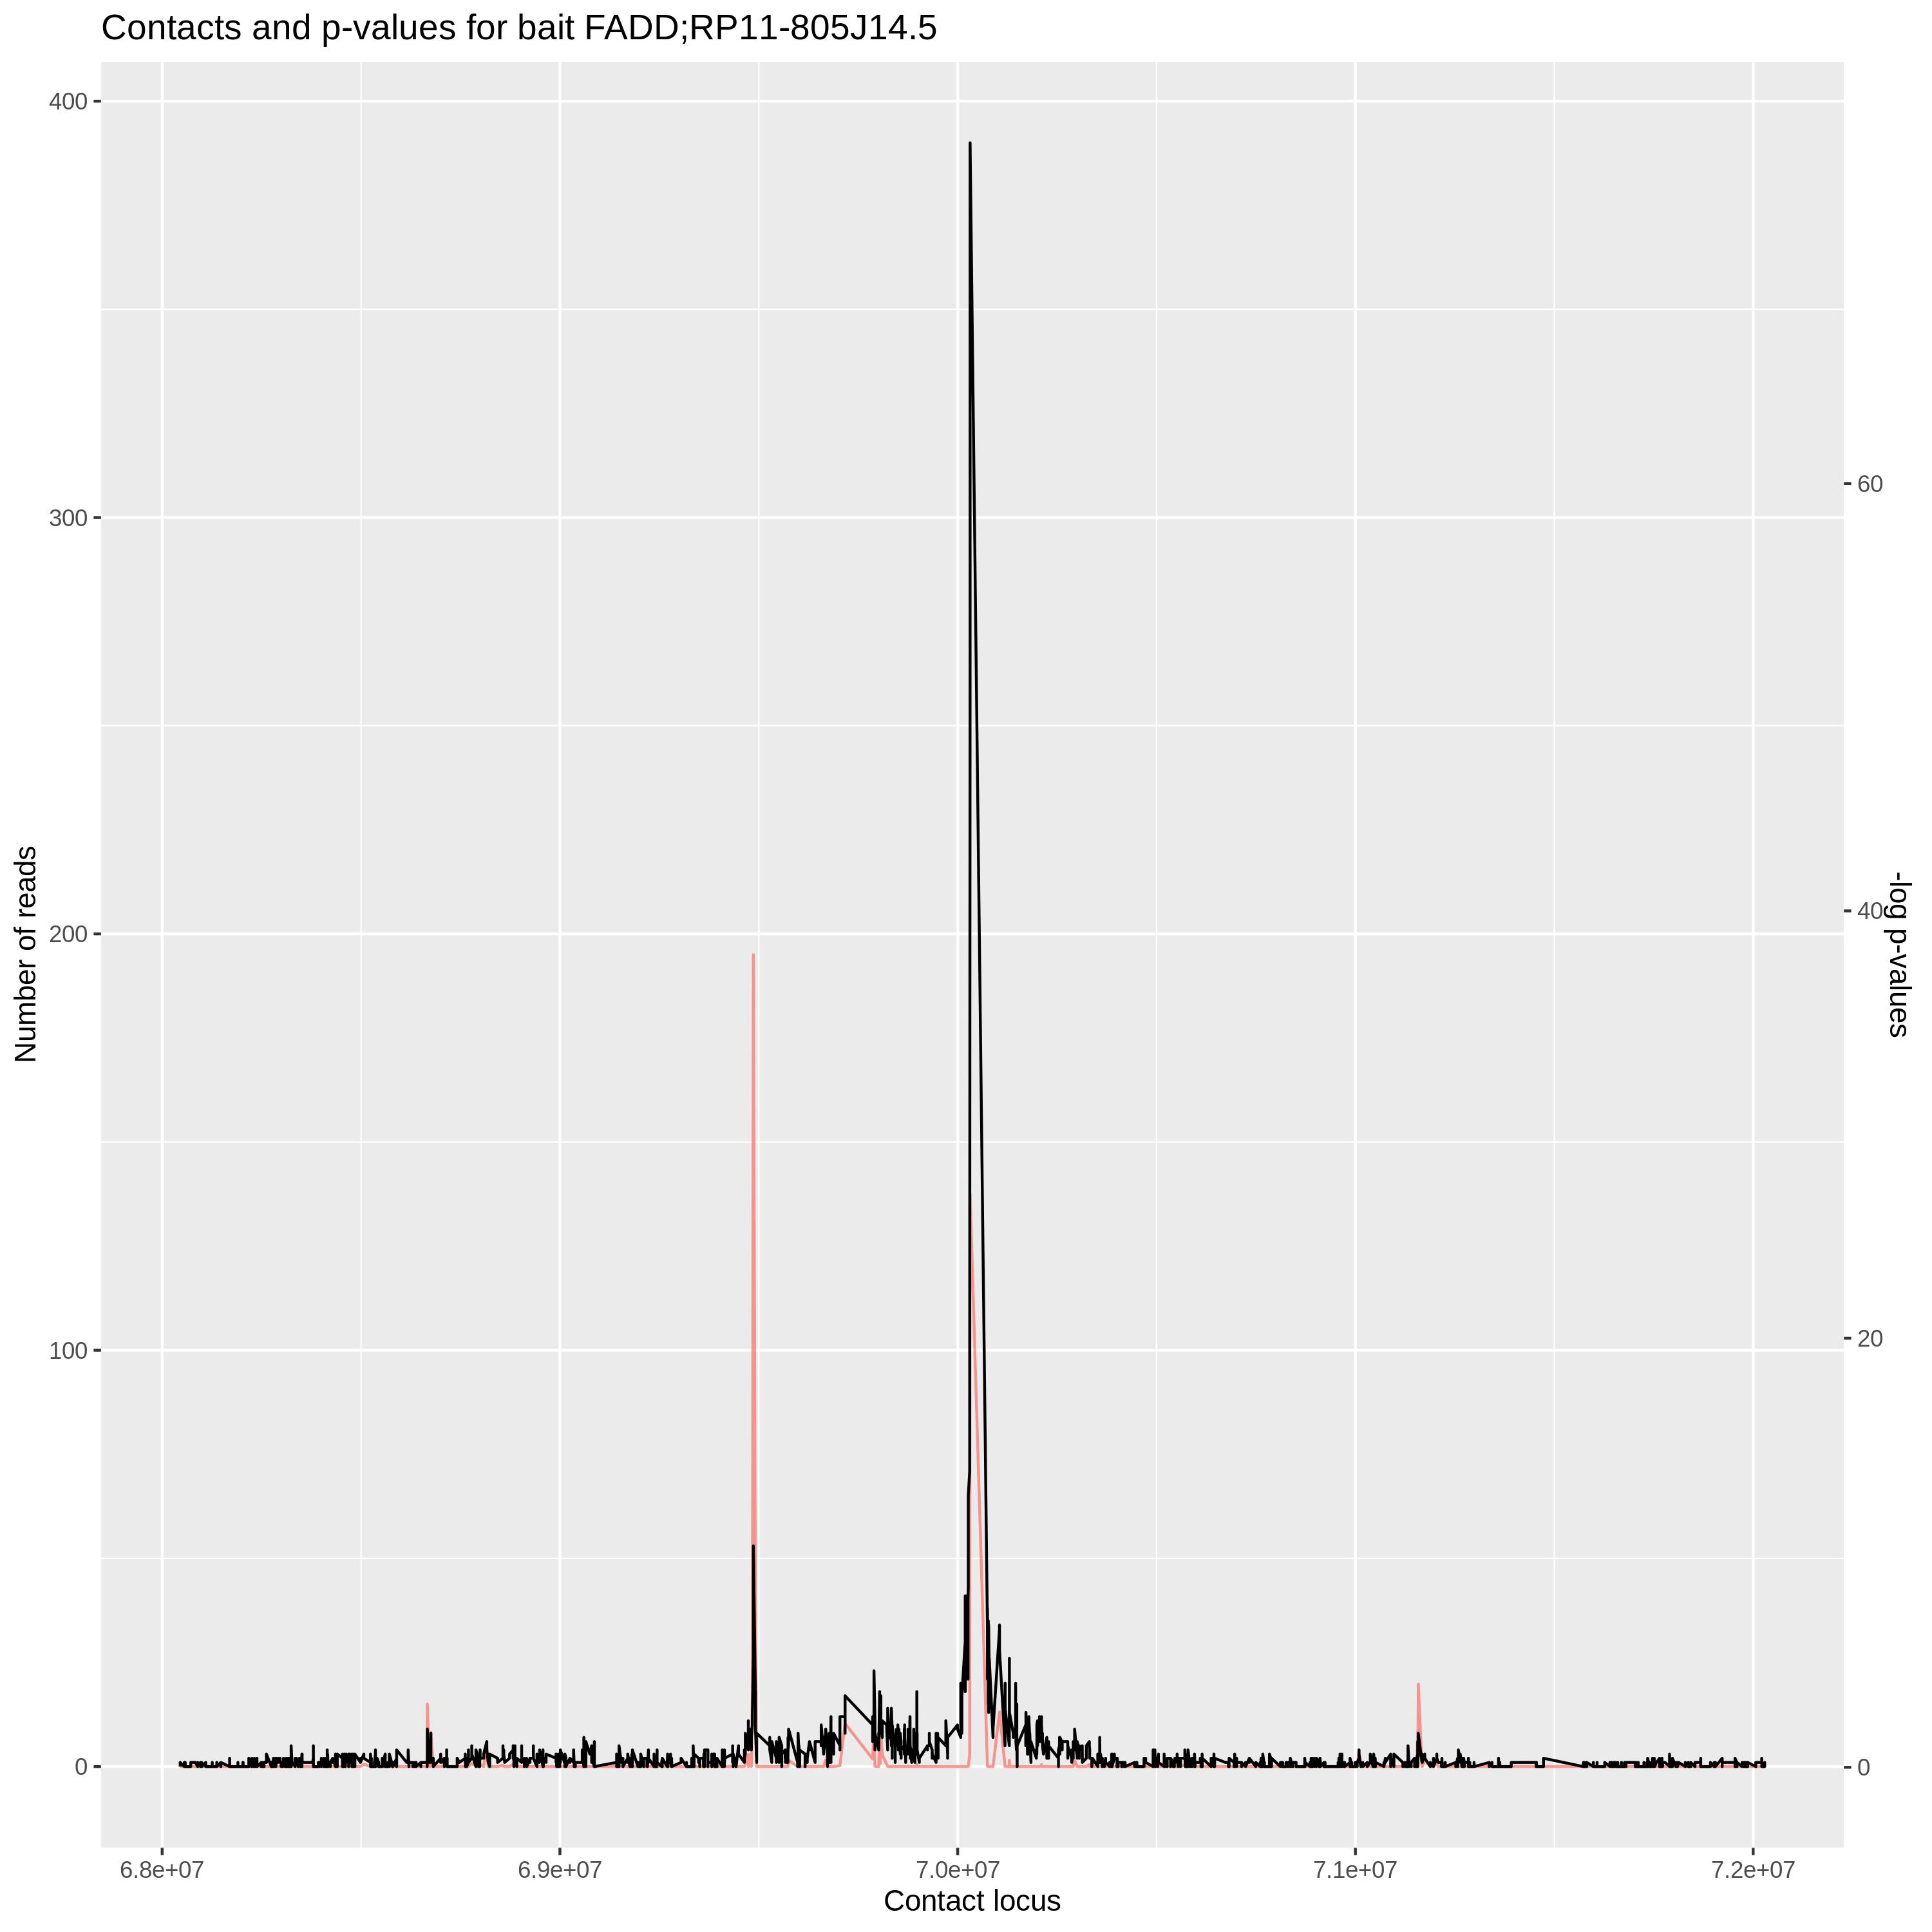 Contacts and p-values for bait FADD;RP11-805J14.5
400
300
200
100
0
Number of reads
60
40
20
0
-log p-values
6.8e+07
6.9e+07
7.0e+07
7.1e+07
7.2e+07
Contact locus